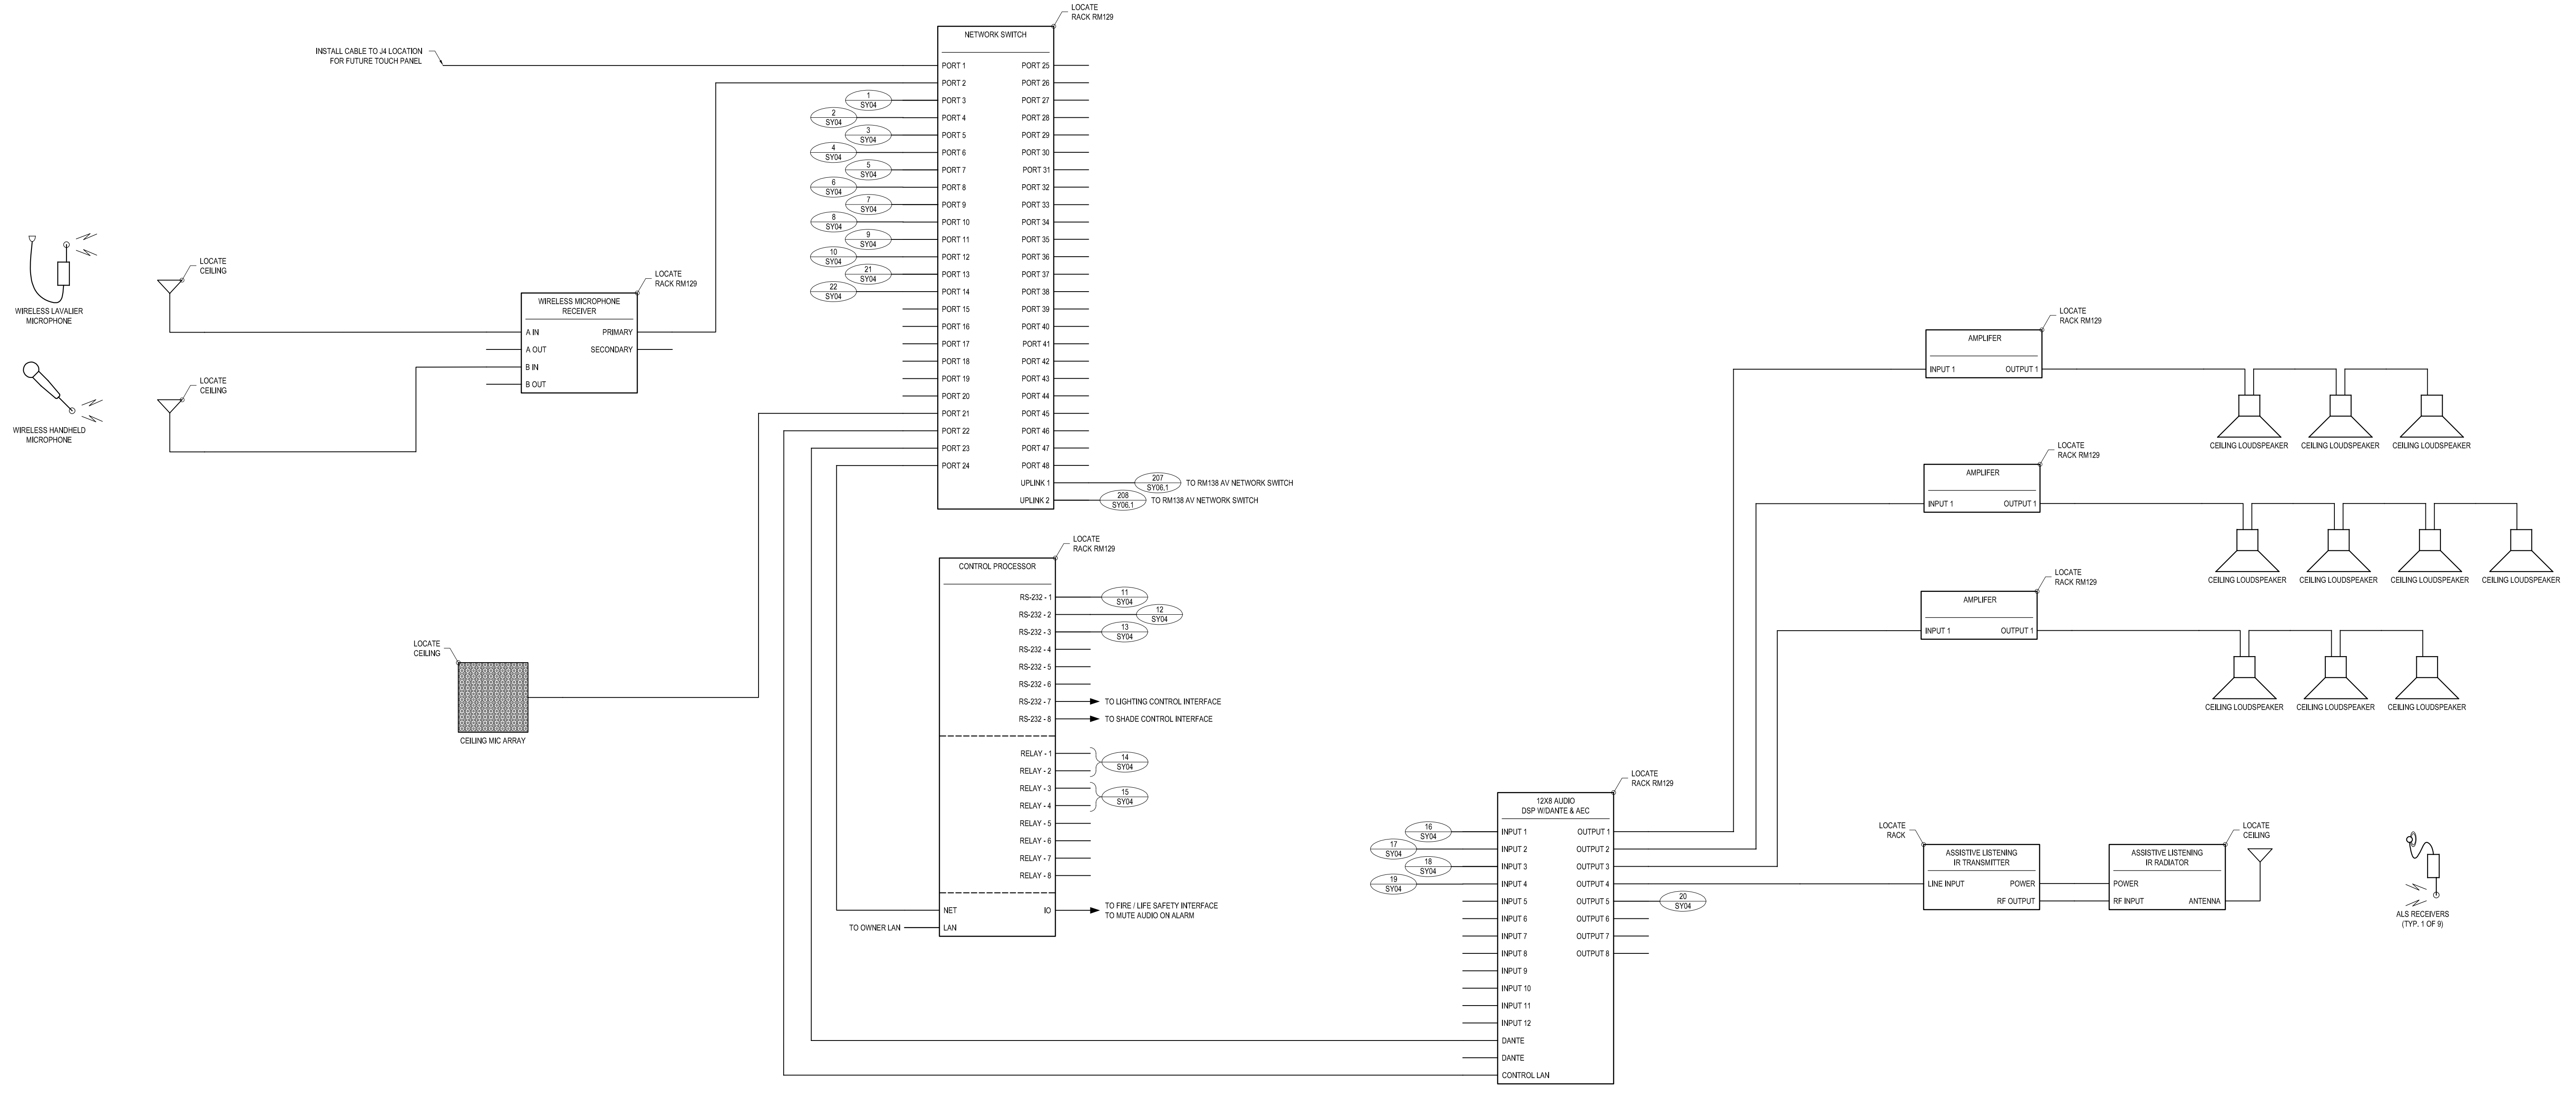 LOCATE
RACK RM129
INSTALL CABLE TO J4 LOCATION
FOR FUTURE TOUCH PANEL
NETWORK SWITCH
PORT 1
PORT 2
PORT 3
PORT 4
PORT 5
PORT 6
PORT 7
PORT 8
PORT 9
PORT 10
PORT 11
PORT 12
PORT 13
PORT 14
PORT 15
PORT 16
PORT 17
PORT 18
PORT 19
PORT 20
PORT 21
PORT 22
PORT 23
PORT 24
PORT 25
PORT 26
PORT 27
PORT 28
PORT 29
PORT 30
PORT 31
PORT 32
PORT 33
PORT 34
PORT 35
PORT 36
PORT 37
PORT 38
PORT 39
PORT 40
PORT 41
PORT 42
PORT 43
PORT 44
PORT 45
PORT 46
PORT 47
PORT 48
UPLINK 1
UPLINK 2
1
SY04
2
SY04
3
SY04
4
SY04
5
SY04
6
SY04
7
SY04
8
SY04
9
SY04
10
SY04
21
SY04
22
SY04
207
SY06.1
TO RM138 AV NETWORK SWITCH
208
SY06.1
TO RM138 AV NETWORK SWITCH
WIRELESS LAVALIER
MICROPHONE
LOCATE
CEILING
WIRELESS HANDHELD
MICROPHONE
LOCATE
CEILING
LOCATE
RACK RM129
WIRELESS MICROPHONE
RECEIVER
A IN
A OUT
B IN
B OUT
PRIMARY
SECONDARY
LOCATE
CEILING
CEILING MIC ARRAY
LOCATE
RACK RM129
CONTROL PROCESSOR
RS-232 - 1
RS-232 - 2
RS-232 - 3
RS-232 - 4
RS-232 - 5
RS-232 - 6
RS-232 - 7
RS-232 - 8
11
SY04
12
SY04
13
SY04
TO LIGHTING CONTROL INTERFACE
TO SHADE CONTROL INTERFACE
RELAY - 1
RELAY - 2
RELAY - 3
RELAY - 4
RELAY - 5
RELAY - 6
RELAY - 7
RELAY - 8
14
SY04
15
SY04
NET
IO
LAN
TO OWNER LAN
TO FIRE / LIFE SAFETY INTERFACE
TO MUTE AUDIO ON ALARM
LOCATE
RACK RM129
12X8 AUDIO
DSP W/DANTE & AEC
INPUT 1
INPUT 2
INPUT 3
INPUT 4
INPUT 5
INPUT 6
INPUT 7
INPUT 8
INPUT 9
INPUT 10
INPUT 11
INPUT 12
DANTE
DANTE
CONTROL LAN
OUTPUT 1
OUTPUT 2
OUTPUT 3
OUTPUT 4
OUTPUT 5
OUTPUT 6
OUTPUT 7
OUTPUT 8
16
SY04
17
SY04
18
SY04
19
SY04
20
SY04
LOCATE
RACK RM129
AMPLIFER
INPUT 1
OUTPUT 1
CEILING LOUDSPEAKER
CEILING LOUDSPEAKER
CEILING LOUDSPEAKER
LOCATE
RACK RM129
AMPLIFER
INPUT 1
OUTPUT 1
CEILING LOUDSPEAKER
CEILING LOUDSPEAKER
CEILING LOUDSPEAKER
CEILING LOUDSPEAKER
LOCATE
RACK RM129
AMPLIFER
INPUT 1
OUTPUT 1
CEILING LOUDSPEAKER
CEILING LOUDSPEAKER
CEILING LOUDSPEAKER
LOCATE
RACK
ASSISTIVE LISTENING
IR TRANSMITTER
LINE INPUT
POWER
RF OUTPUT
LOCATE
CEILING
ASSISTIVE LISTENING
IR RADIATOR
POWER
RF INPUT
ANTENNA
ALS RECEIVERS
(TYP. 1 OF 9)